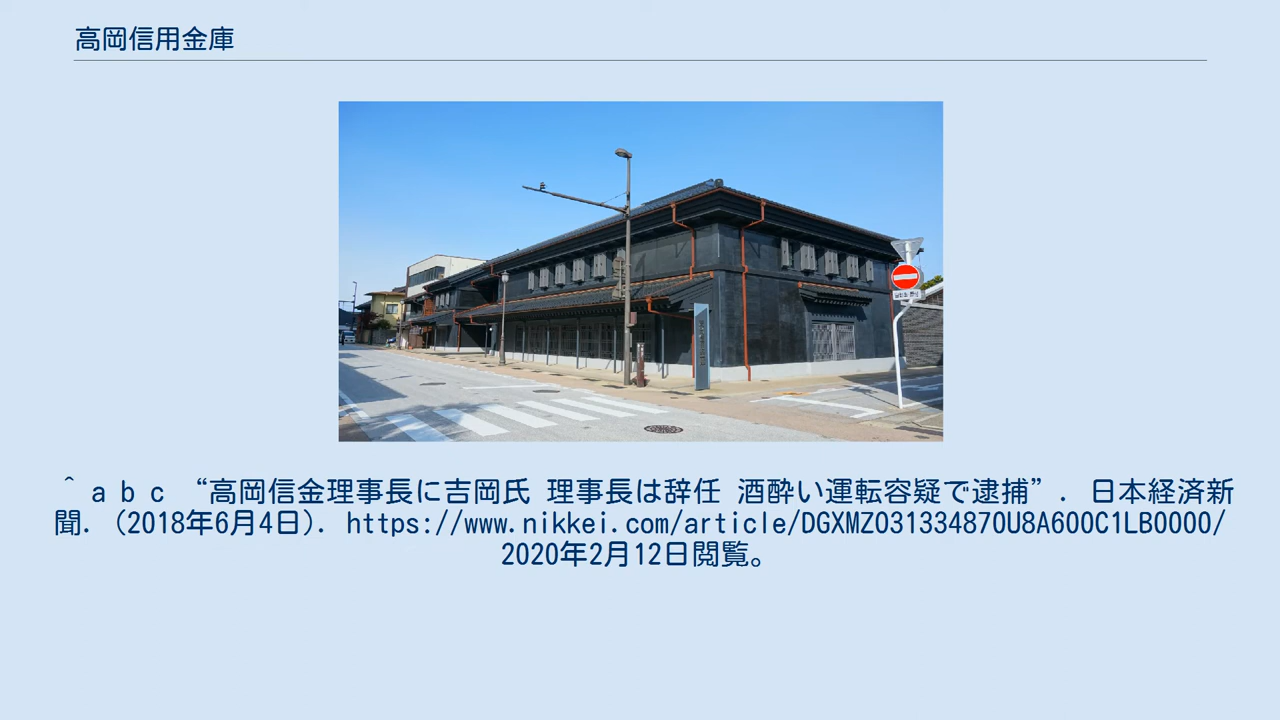 高岡信用金庫
^ a b c “高岡信金理事長に吉岡氏 理事長は辞任 酒酔い運転容疑で逮捕”. 日本経済新
聞. (2018年6月4日). https://www.nikkei.com/article/DGXMZO31334870U8A600C1LB0000/
2020年2月12日閲覧。